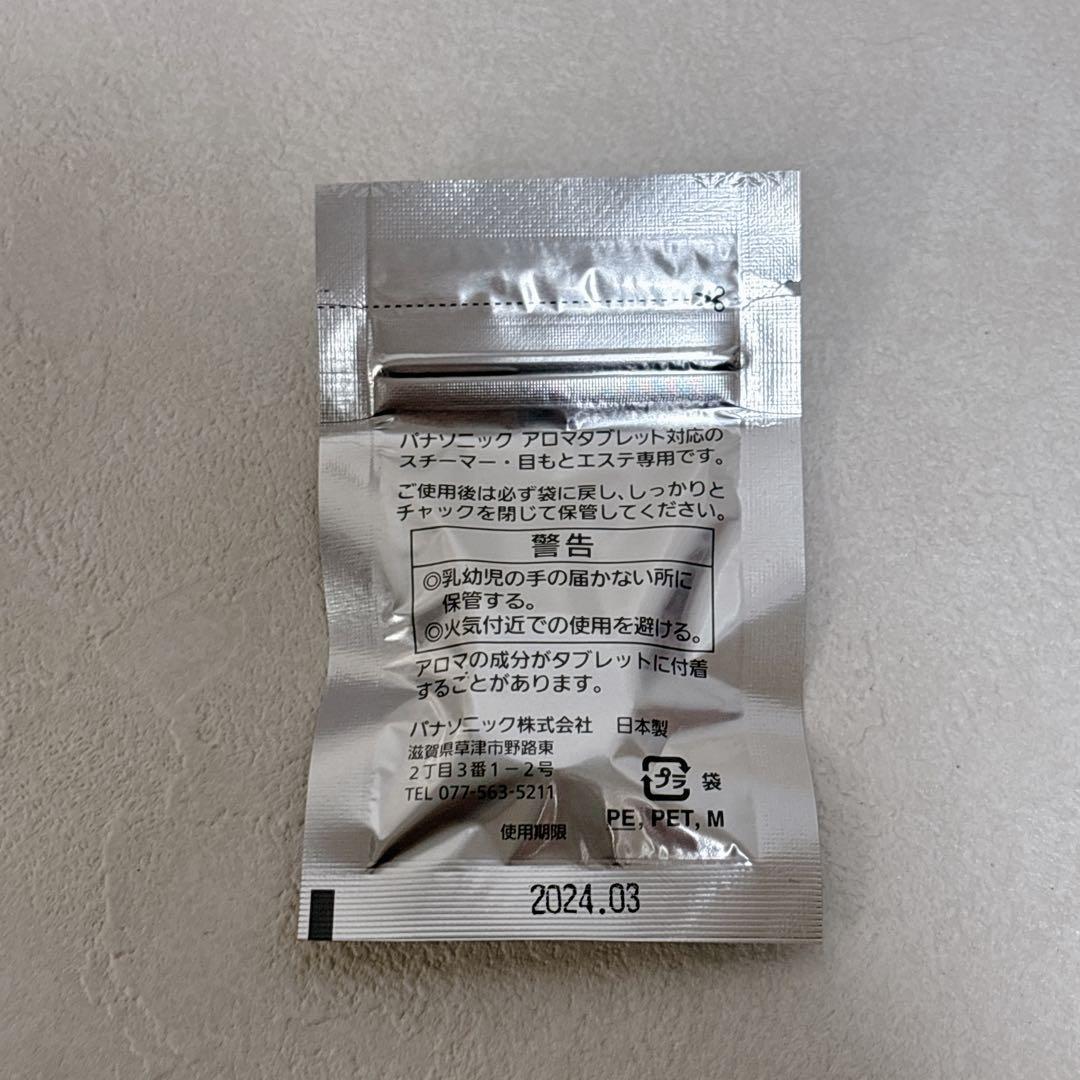 パナソニック アロマタブレット対応の
スチーマー・目もとエステ専用です。
ご使用後は必ず袋に戻し、しっかりと
チャックを閉じて保管してください。
警告
◎乳幼児の手の届かない所に
保管する。
◎火気付近での使用を避ける。
アロマの成分がタブレットに付着
することがあります。
パナソニック株式会社 日本製
滋賀県草津市野路東
2丁目3番1－2号
TEL 077-563-5211
プラ 袋
PE, PET, M
使用期限
2024.03